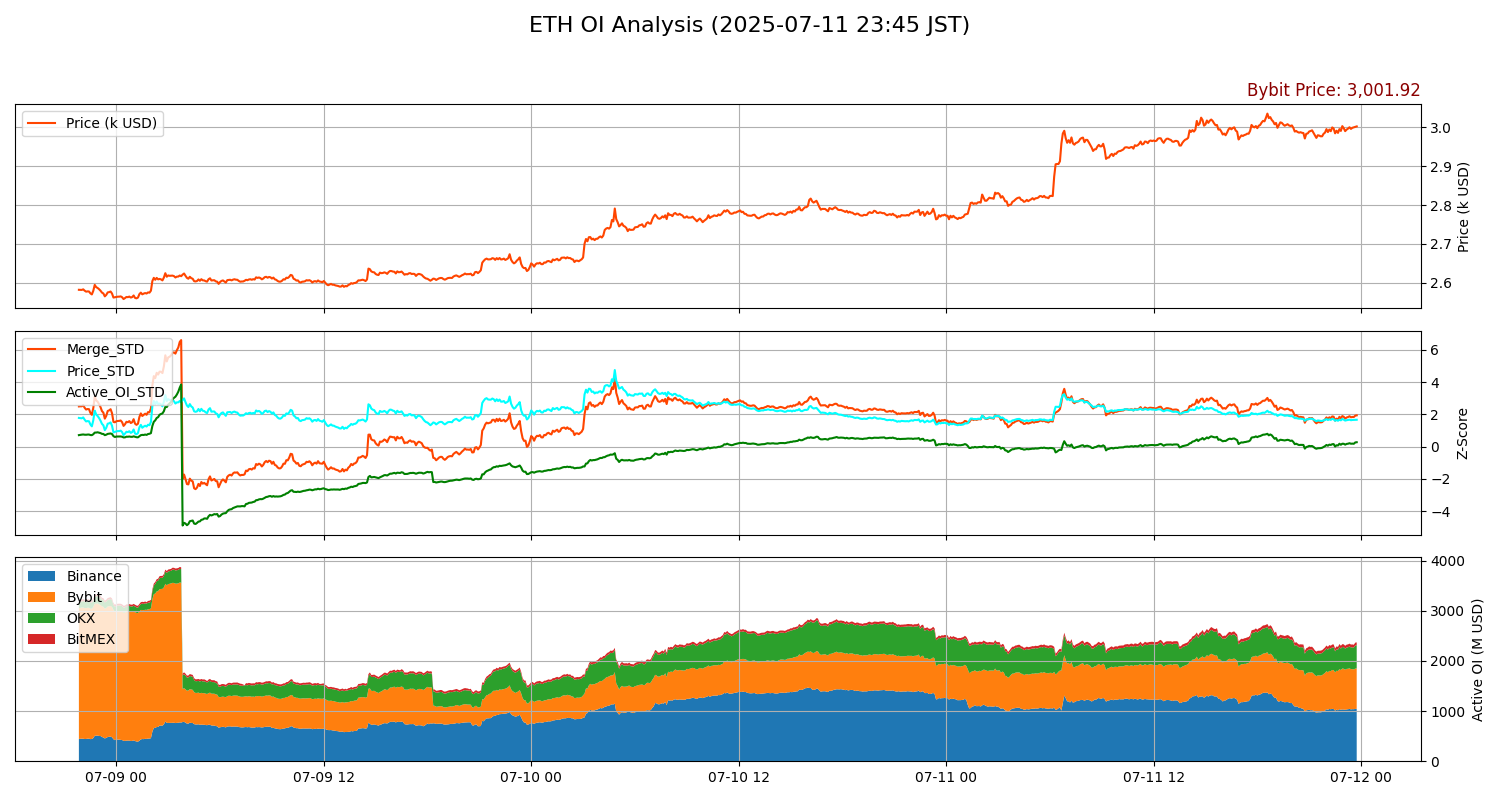 ETH OI Analysis (2025-07-11 23:45 JST)
Bybit Price: 3,001.92
Price (k USD)
3.0
2.9
2.8
2.7
2.6
Price (k USD)
Merge_STD
Price_STD
Active_OI_STD
6
4
2
0
−2
−4
Z-Score
Binance
Bybit
OKX
BitMEX
4000
3000
2000
1000
0
Active OI (M USD)
07-09 00
07-09 12
07-10 00
07-10 12
07-11 00
07-11 12
07-12 00